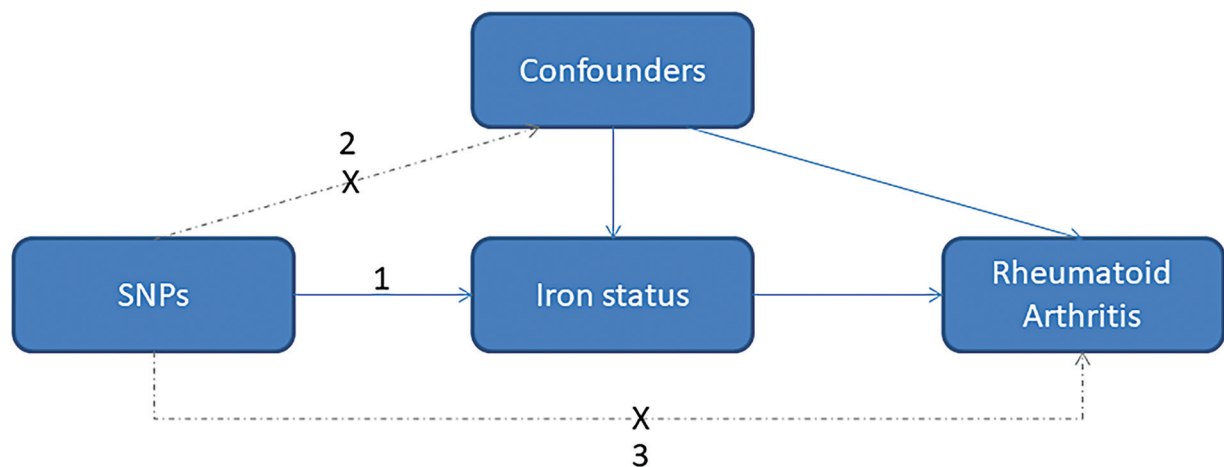 Confounders
2
X
SNPs
1
Iron status
Rheumatoid
Arthritis
X
3